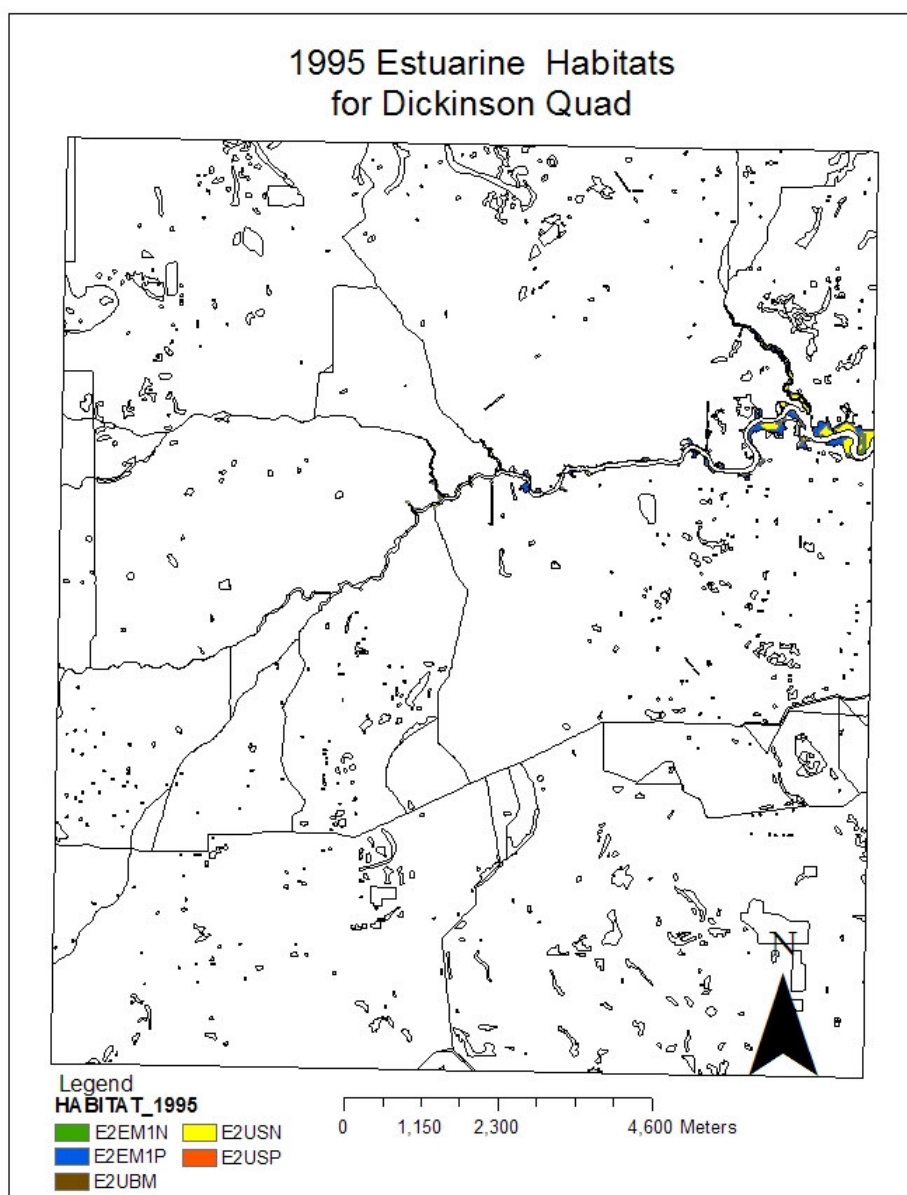 1995 Estuarine Habitats
for Dickinson Quad
N
Legend
HABITAT_1995
E2EM1N E2USN
E2EM1P E2USP
E2UBM
0 1,150 2,300 4,600 Meters